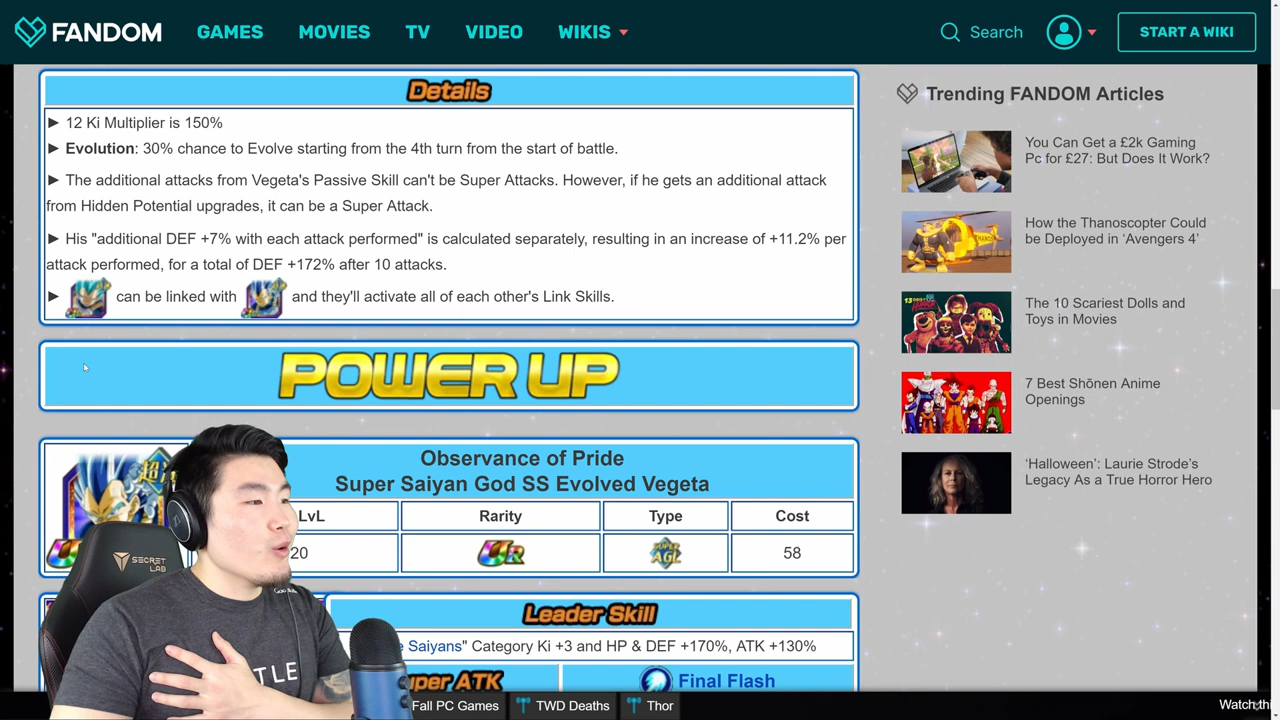 FANDOM
GAMES
MOVIES
TV
VIDEO
WIKIS
Search
START A WIKI
Details
► 12 Ki Multiplier is 150%
► Evolution: 30% chance to Evolve starting from the 4th turn from the start of battle.
► The additional attacks from Vegeta's Passive Skill can't be Super Attacks. However, if he gets an additional attack
from Hidden Potential upgrades, it can be a Super Attack.
► His "additional DEF +7% with each attack performed" is calculated separately, resulting in an increase of +11.2% per
attack performed, for a total of DEF +172% after 10 attacks.
► can be linked with and they'll activate all of each other's Link Skills.
POWER UP
Observance of Pride
Super Saiyan God SS Evolved Vegeta
LvL Rarity Type Cost
20 UR SUPER AGL 58
Leader Skill
Saiyans" Category Ki +3 and HP & DEF +170%, ATK +130%
ATK
Final Flash
Trending FANDOM Articles
You Can Get a £2k Gaming
Pc for £27: But Does It Work?
How the Thanoscopter Could
be Deployed in ‘Avengers 4’
The 10 Scariest Dolls and
Toys in Movies
7 Best Shōnen Anime
Openings
‘Halloween’: Laurie Strode’s
Legacy As a True Horror Hero
SECRET
LAB
Fall PC Games
TWD Deaths
Thor
Watch